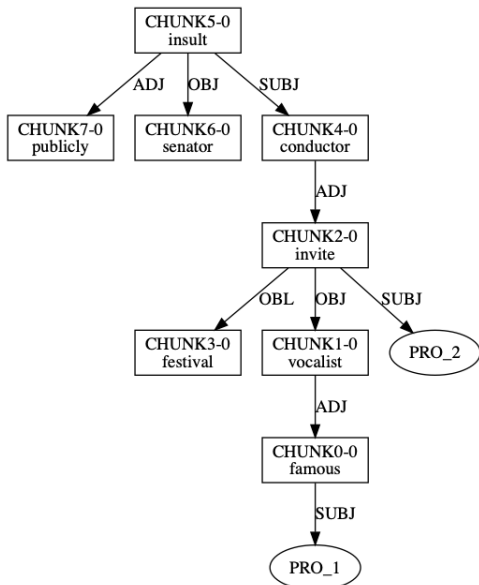 CHUNK5-0
insult
ADJ
OBJ
SUBJ
CHUNK7-0
publicly
CHUNK6-0
senator
CHUNK4-0
conductor
ADJ
CHUNK2-0
invite
OBL
OBJ
SUBJ
CHUNK3-0
festival
CHUNK1-0
vocalist
PRO_2
ADJ
CHUNK0-0
famous
SUBJ
PRO_1